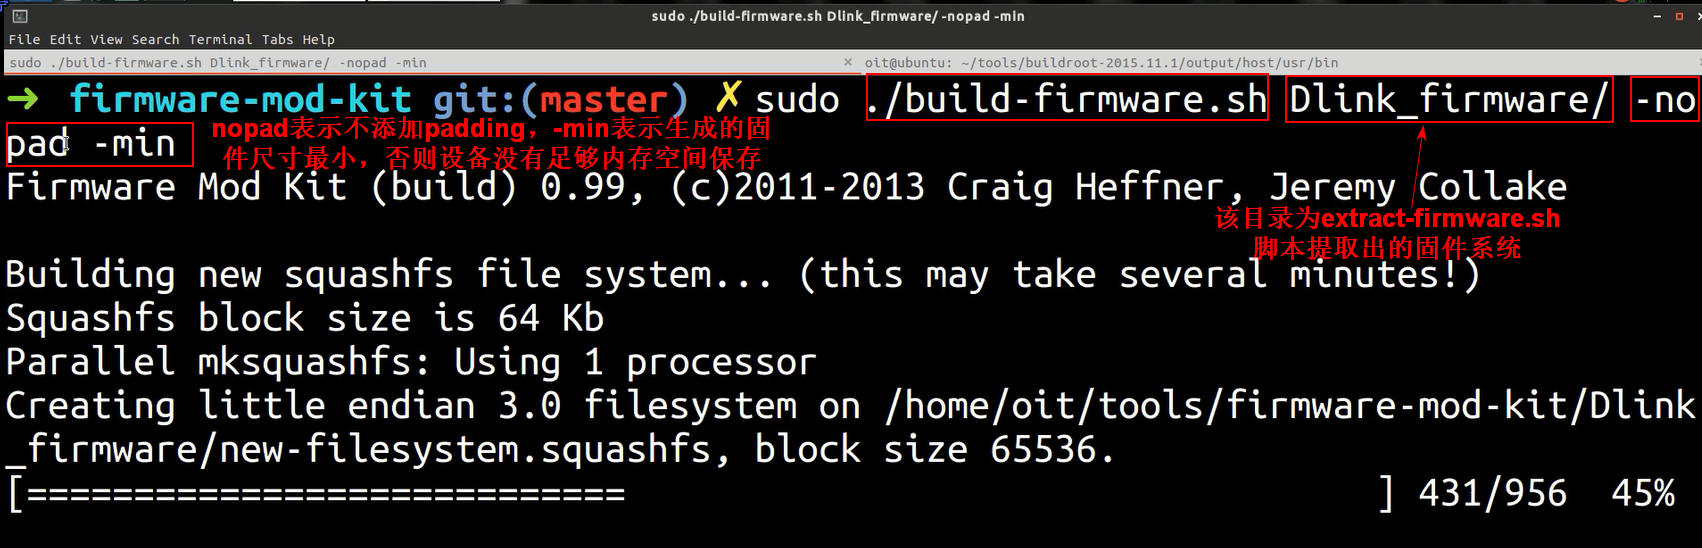 sudo ./build-firmware.sh Dlink_firmware/ -nopad -min
File Edit View Search Terminal Tabs Help
sudo ./build-firmware.sh Dlink_firmware/ -nopad -min × oit@ubuntu: ~/tools/buildroot-2015.11.1/output/host/usr/bin
➜ firmware-mod-kit git:(master) ✗ sudo ./build-firmware.sh Dlink_firmware/ -no
pad -min
nopad表示不添加padding，-min表示生成的固
件尺寸最小，否则设备没有足够内存空间保存
Firmware Mod Kit (build) 0.99, (c)2011-2013 Craig Heffner, Jeremy Collake
该目录为extract-firmware.sh
脚本提取出的固件系统
Building new squashfs file system... (this may take several minutes!)
Squashfs block size is 64 Kb
Parallel mksquashfs: Using 1 processor
Creating little endian 3.0 filesystem on /home/oit/tools/firmware-mod-kit/Dlink
_firmware/new-filesystem.squashfs, block size 65536.
[============================ ] 431/956 45%